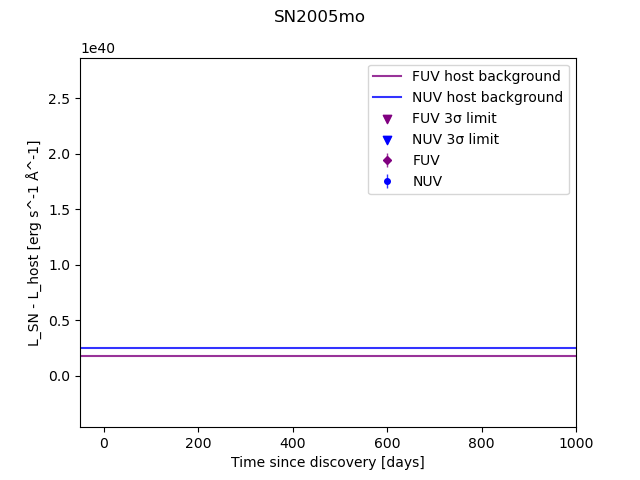 SN2005mo
1e40
L_SN - L_host [erg s^-1 Å^-1]
2.5
2.0
1.5
1.0
0.5
0.0
FUV host background
NUV host background
FUV 3σ limit
NUV 3σ limit
FUV
NUV
0 200 400 600 800 1000
Time since discovery [days]